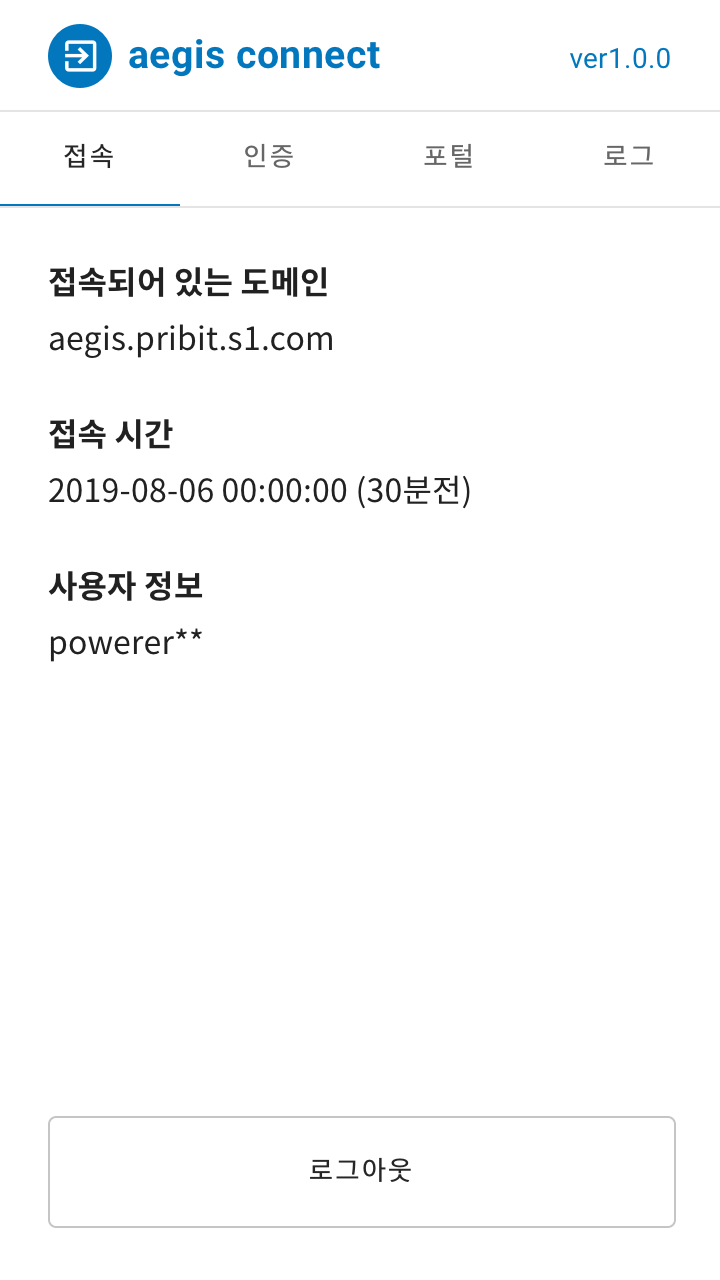 aegis connect
ver1.0.0
접속
인증
포털
로그
접속되어 있는 도메인
aegis.pribit.s1.com
접속 시간
2019-08-06 00:00:00 (30분전)
사용자 정보
powerer**
로그아웃